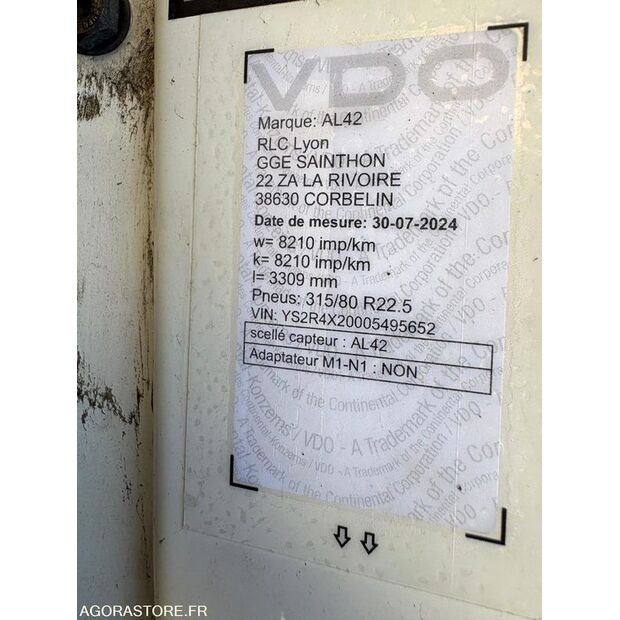 VDO
Marque: AL42
RLC Lyon
GGE SAINTHON
22 ZA LA RIVOIRE
38630 CORBELIN
Date de mesure: 30-07-2024
w= 8210 imp/km
k= 8210 imp/km
l= 3309 mm
Pneus: 315/80 R22.5
VIN: YS2R4X20005495652
scellé capteur : AL42
Adaptateur M1-N1 : NON
AGORASTORE.FR